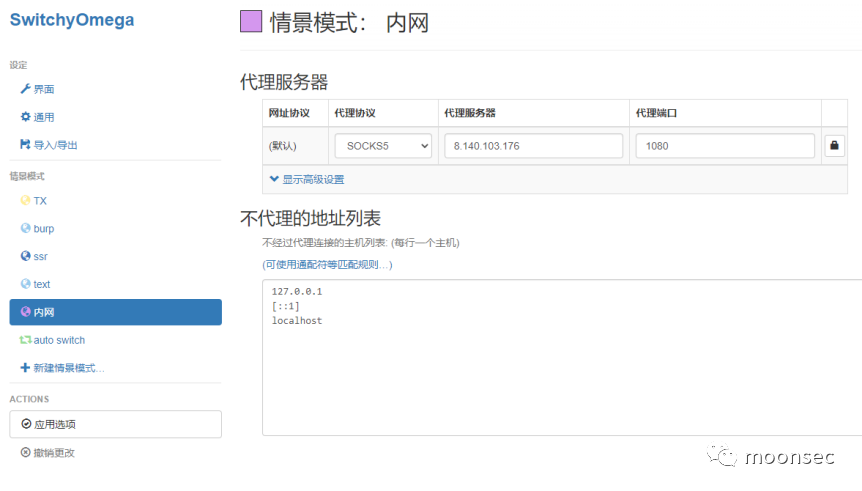 SwitchyOmega
设定
界面
通用
导入/导出
情景模式
TX
burp
ssr
text
内网
auto switch
新建情景模式...
ACTIONS
应用选项
撤销更改
情景模式： 内网
代理服务器
网址协议 代理协议 代理服务器 代理端口
(默认) SOCKS5 8.140.103.176 1080
显示高级设置
不代理的地址列表
不经过代理连接的主机列表: (每行一个主机)
(可使用通配符等匹配规则...)
127.0.0.1
[::1]
localhost
moonsec